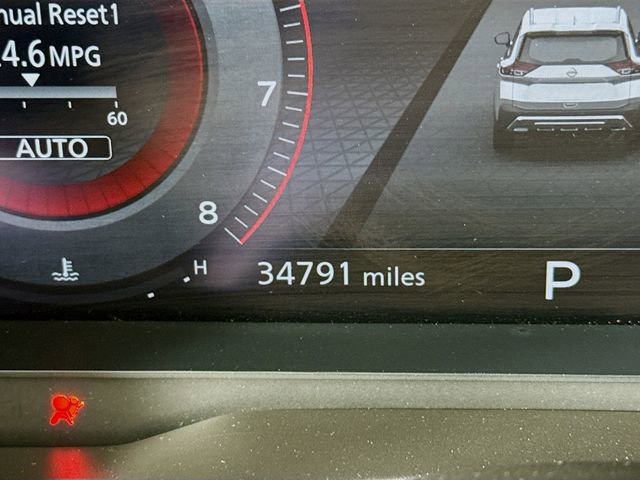 nual Reset1
4.6 MPG
60
AUTO
7
8
H
34791 miles
P